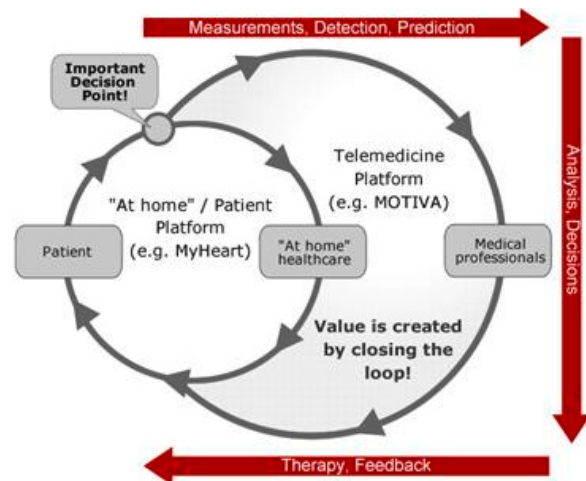 Measurements, Detection, Prediction
Important
Decision
Point!
Telemedicine
Platform
(e.g. MOTIVA)
"At home" / Patient
Platform
(e.g. MyHeart)
Patient
"At home"
healthcare
Medical
professionals
Analysis, Decisions
Value is created
by closing the
loop!
Therapy, Feedback